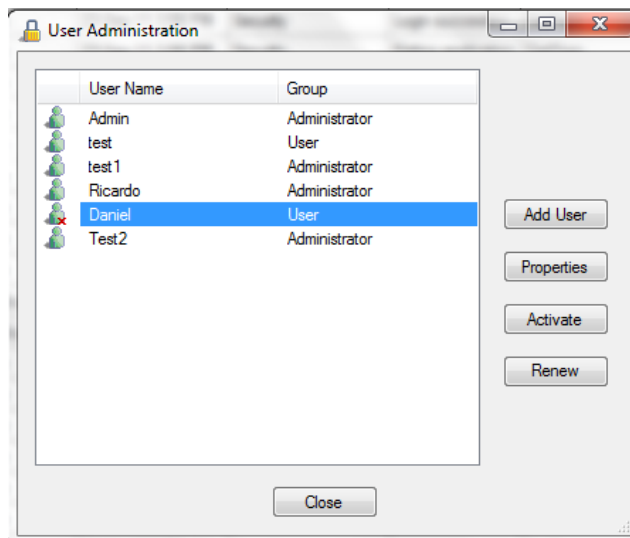 User Administration
User Name Group
Admin Administrator
test User
test1 Administrator
Ricardo Administrator
Daniel User
Test2 Administrator
Add User
Properties
Activate
Renew
Close